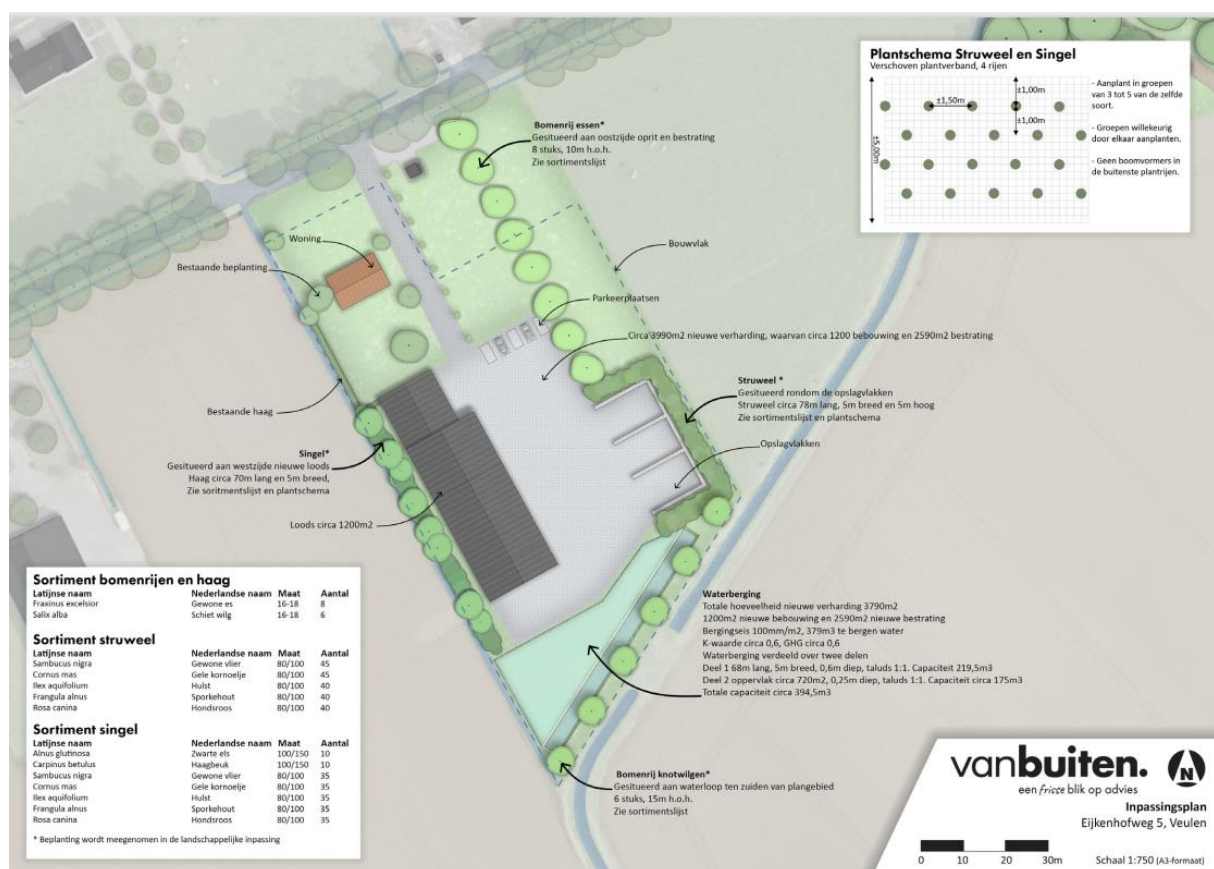 Plantschema Struweel en Singel
Verschoven plantverband, 4 rijen
±1,50m
±1,00m
±1,00m
±5,00m
- Aanplant in groepen
van 3 tot 5 van de zelfde
soort.
- Groepen willekeurig
door elkaar aanplanten.
- Geen boomvormers in
de buitenste plantrijen.
Bomenrij essen*
Gesitueerd aan oostzijde oprit en bestrating
8 stuks, 10m h.o.h.
Zie sortimentslijst
Woning
Bestaande beplanting
Bouwvlak
Parkeerplaatsen
Circa 3990m2 nieuwe verharding, waarvan circa 1200 bebouwing en 2590m2 bestrating
Struweel *
Gesitueerd rondom de opslagvlakken
Struweel circa 78m lang, 5m breed en 5m hoog
Zie sortimentslijst en plantschema
Bestaande haag
Opslagvlakken
Singel*
Gesitueerd aan westzijde nieuwe loods
Haag circa 70m lang en 5m breed,
Zie soritmentslijst en plantschema
Loods circa 1200m2
Sortiment bomenrijen en haag
Latijnse naam Nederlandse naam Maat Aantal
Fraxinus excelsior Gewone es 16-18 8
Salix alba Schiet wilg 16-18 6
Sortiment struweel
Latijnse naam Nederlandse naam Maat Aantal
Sambucus nigra Gewone vlier 80/100 45
Cornus mas Gele kornoelje 80/100 45
Ilex aquifolium Hulst 80/100 40
Frangula alnus Sporkehout 80/100 40
Rosa canina Hondsroos 80/100 40
Sortiment singel
Latijnse naam Nederlandse naam Maat Aantal
Alnus glutinosa Zwarte els 100/150 10
Carpinus betulus Haagbeuk 100/150 10
Sambucus nigra Gewone vlier 80/100 35
Cornus mas Gele kornoelje 80/100 35
Ilex aquifolium Hulst 80/100 35
Frangula alnus Sporkehout 80/100 35
Rosa canina Hondsroos 80/100 35
* Beplanting wordt meegenomen in de landschappelijke inpassing
Waterberging
Totale hoeveelheid nieuwe verharding 3790m2
1200m2 nieuwe bebouwing en 2590m2 nieuwe bestrating
Bergingseis 100mm/m2, 379m3 te bergen water
K-waarde circa 0,6, GHG circa 0,6
Waterberging verdeeld over twee delen
Deel 1 68m lang, 5m breed, 0,6m diep, taluds 1:1. Capaciteit 219,5m3
Deel 2 oppervlak circa 720m2, 0,25m diep, taluds 1:1. Capaciteit circa 175m3
Totale capaciteit circa 394,5m3
Bomenrij knotwilgen*
Gesitueerd aan waterloop ten zuiden van plangebied
6 stuks, 15m h.o.h.
Zie sortimentslijst
vanbuiten.
een frisse blik op advies
N
Inpassingsplan
Eijkenhofweg 5, Veulen
0 10 20 30m
Schaal 1:750 (A3-formaat)